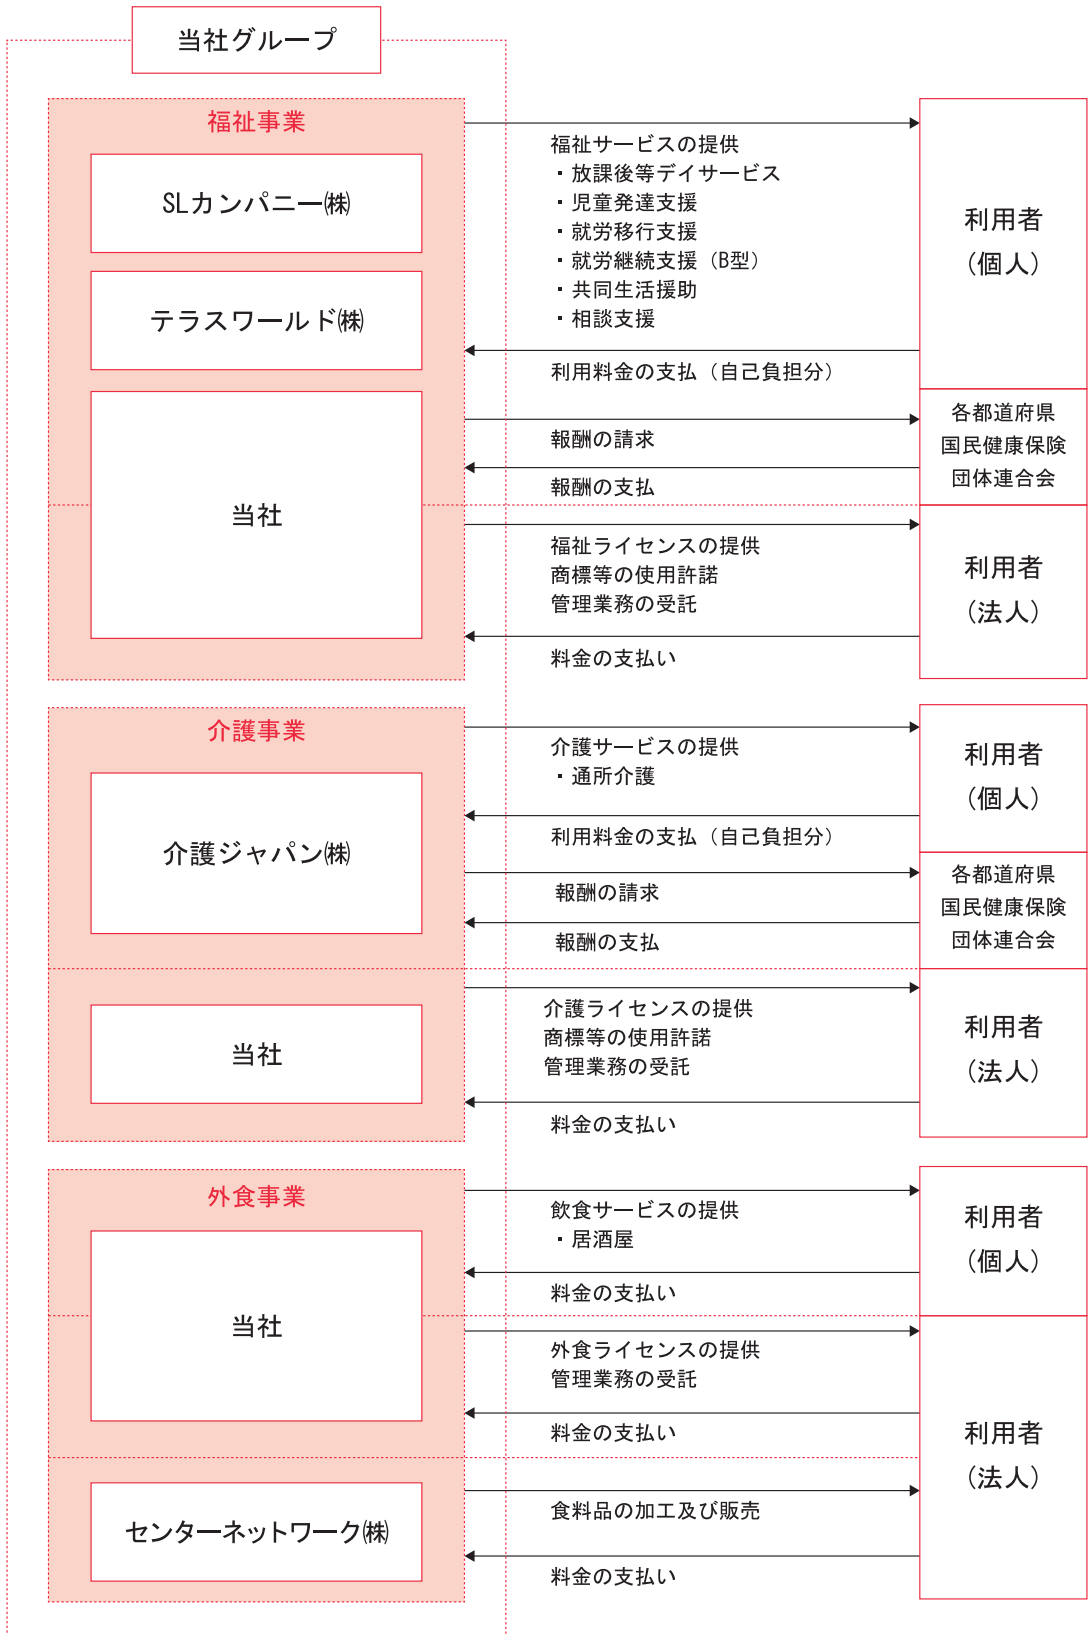 当社グループ
福祉事業
SLカンパニー㈱
テラスワールド㈱
当社
福祉サービスの提供
・放課後等デイサービス
・児童発達支援
・就労移行支援
・就労継続支援（B型）
・共同生活援助
・相談支援
利用料金の支払（自己負担分）
利用者
（個人）
報酬の請求
報酬の支払
各都道府県
国民健康保険
団体連合会
福祉ライセンスの提供
商標等の使用許諾
管理業務の受託
料金の支払い
利用者
（法人）
介護事業
介護ジャパン㈱
介護サービスの提供
・通所介護
利用料金の支払（自己負担分）
利用者
（個人）
報酬の請求
報酬の支払
各都道府県
国民健康保険
団体連合会
当社
介護ライセンスの提供
商標等の使用許諾
管理業務の受託
料金の支払い
利用者
（法人）
外食事業
当社
飲食サービスの提供
・居酒屋
料金の支払い
利用者
（個人）
外食ライセンスの提供
管理業務の受託
料金の支払い
利用者
（法人）
センターネットワーク㈱
食料品の加工及び販売
料金の支払い